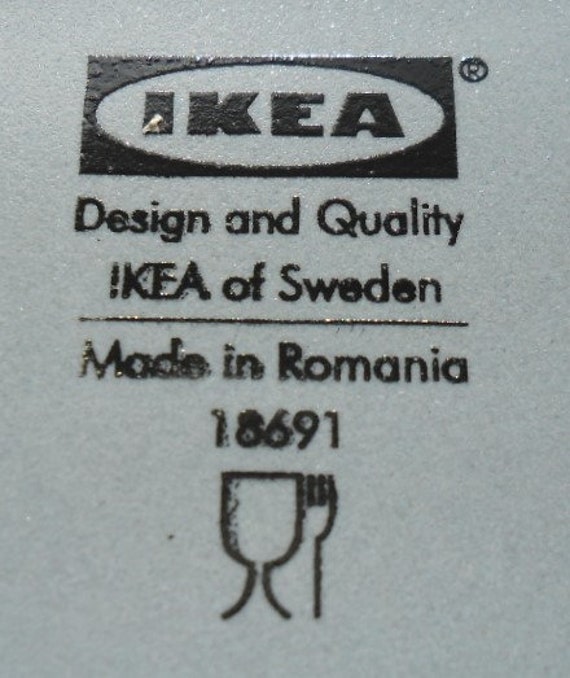 IKEA®
Design and Quality
IKEA of Sweden
Made in Romania
18691